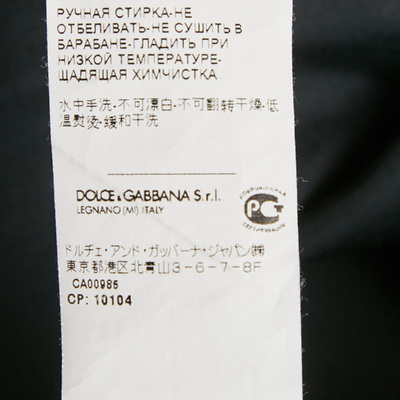 РУЧНАЯ СТИРКА-НЕ
ОТБЕЛИВАТЬ-НЕ СУШИТЬ В
БАРАБАНЕ-ГЛАДИТЬ ПРИ
НИЗКОЙ ТЕМПЕРАТУРЕ-
ЩАДЯЩАЯ ХИМЧИСТКА
水中手洗-不可漂白-不可翻转干燥-低
温熨烫-缓和干洗
DOLCE & GABBANA S.r.l.
LEGNANO (MI) ITALY
РСТ
ドルチェ・アンド・ガッバーナ・ジャパン(株)
東京都港区北青山3-6-7-8F
CA00985
CP: 10104